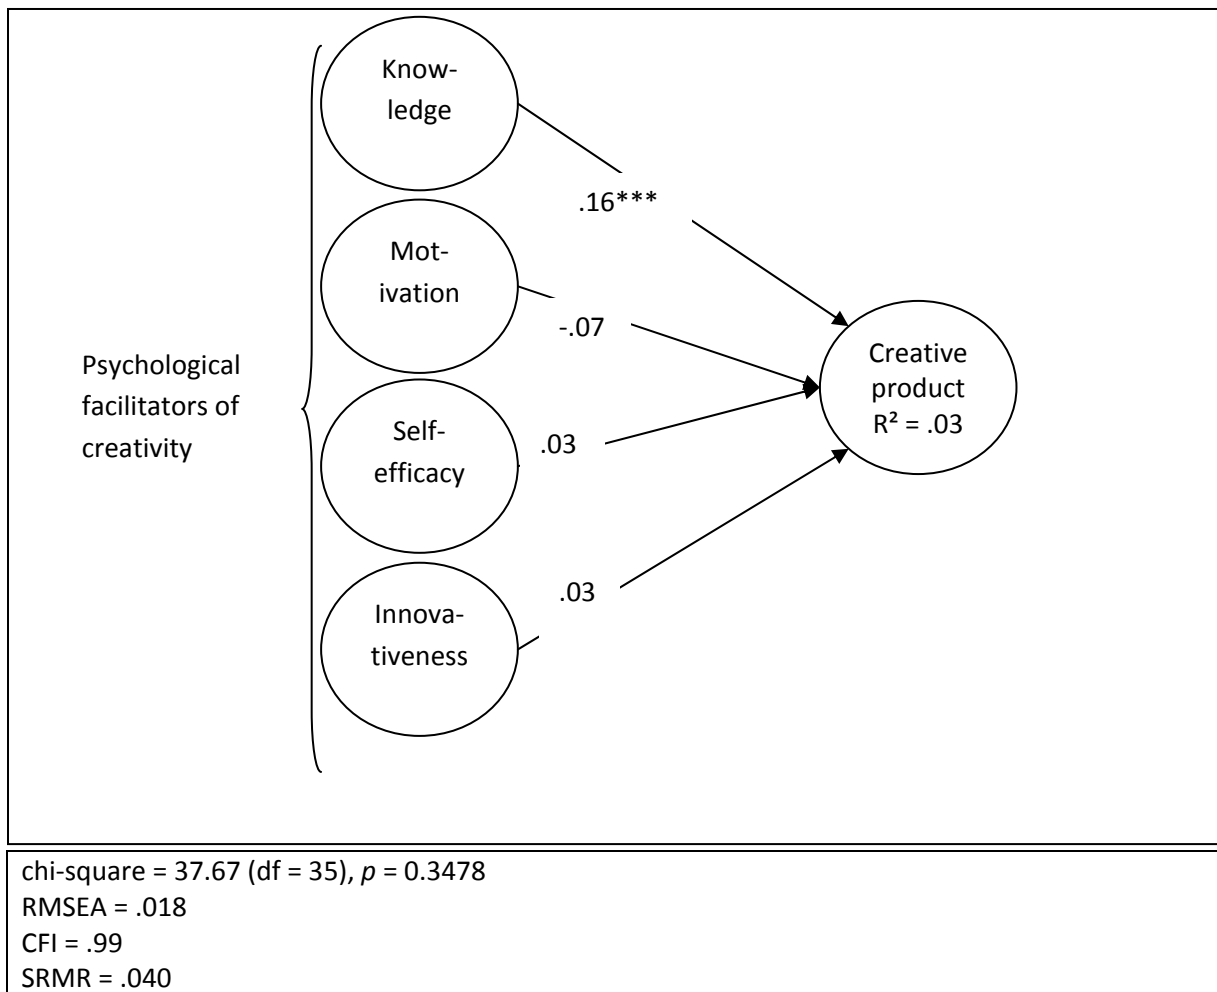 Know-
ledge
.16***
Mot-
ivation
-.07
Psychological
facilitators of
creativity
Creative
product
R² = .03
Self-
efficacy
.03
Innova-
tiveness
.03
chi-square = 37.67 (df = 35), p = 0.3478
RMSEA = .018
CFI = .99
SRMR = .040